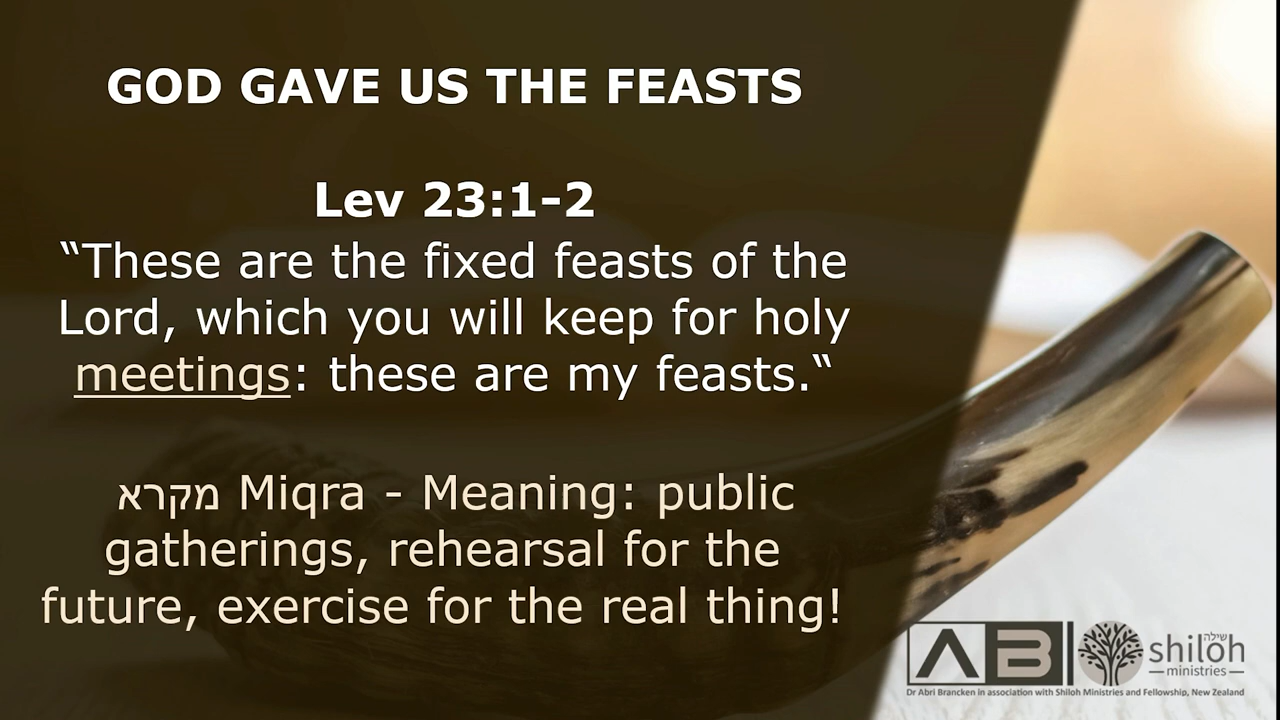 GOD GAVE US THE FEASTS
Lev 23:1-2
“These are the fixed feasts of the
Lord, which you will keep for holy
meetings: these are my feasts.“
מקרא Miqra - Meaning: public
gatherings, rehearsal for the
future, exercise for the real thing!
AB
שילה
shiloh
ministries
Dr Abri Brancken in association with Shiloh Ministries and Fellowship, New Zealand